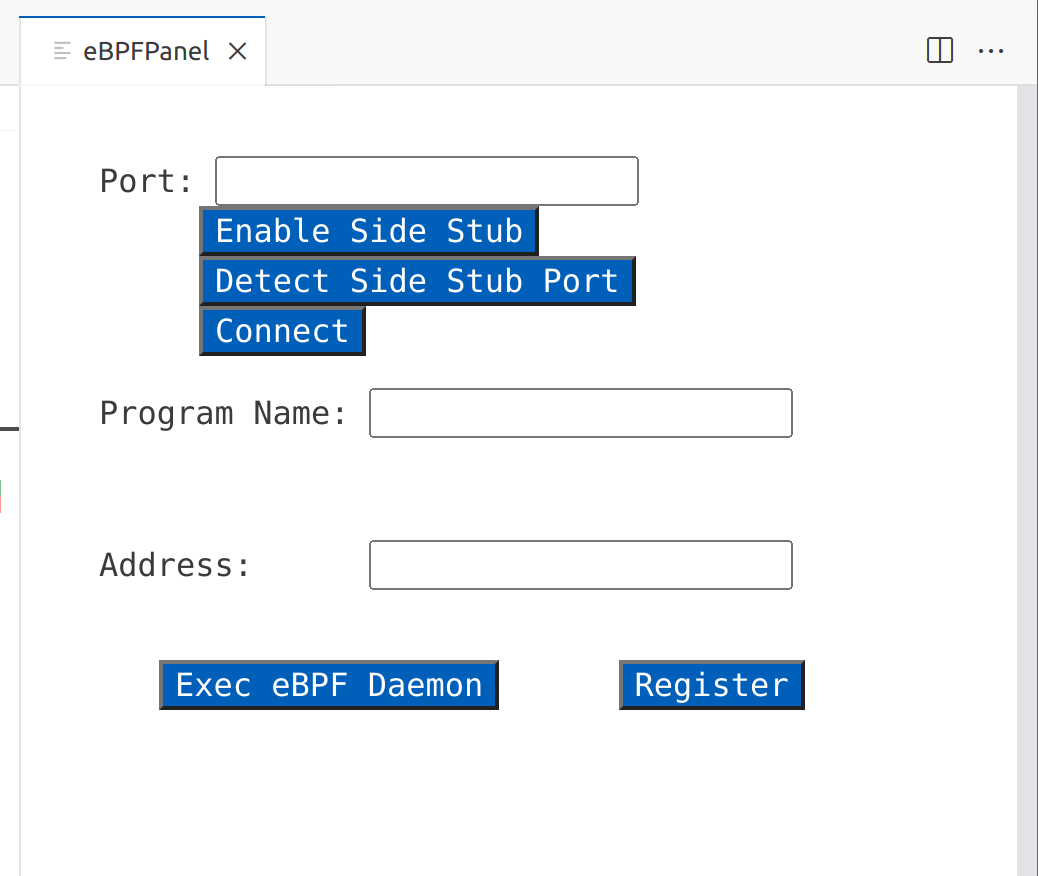 eBPFPanel
Port:
Enable Side Stub
Detect Side Stub Port
Connect
Program Name:
Address:
Exec eBPF Daemon Register